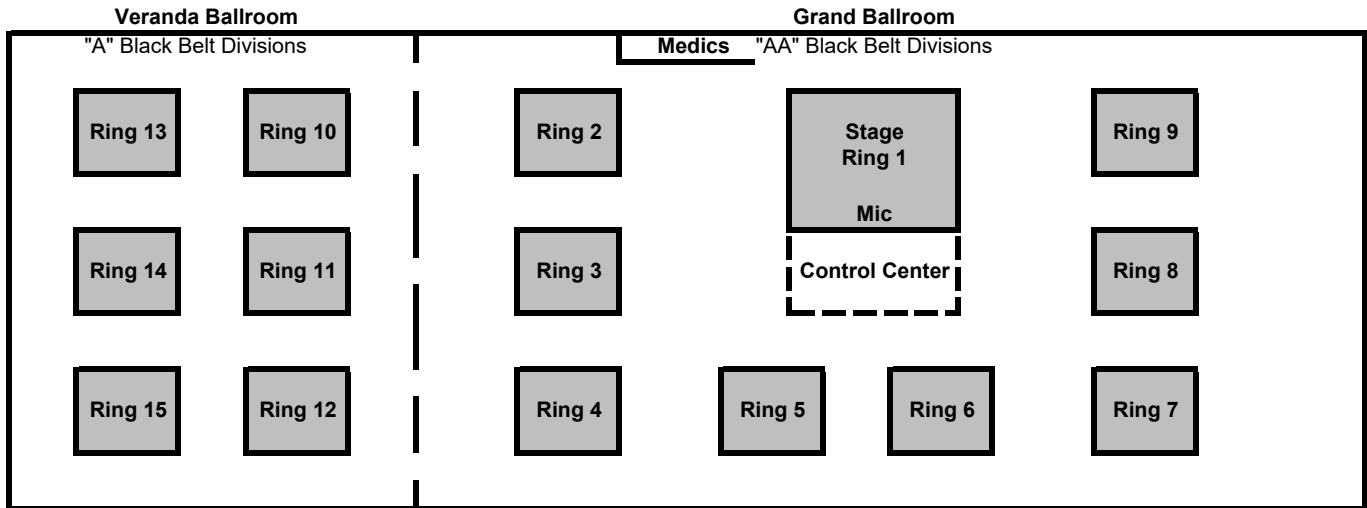 Veranda Ballroom
Grand Ballroom
"A" Black Belt Divisions
Medics
"AA" Black Belt Divisions
Ring 13
Ring 10
Ring 2
Stage
Ring 1
Mic
Ring 9
Ring 14
Ring 11
Ring 3
Control Center
Ring 8
Ring 15
Ring 12
Ring 4
Ring 5
Ring 6
Ring 7